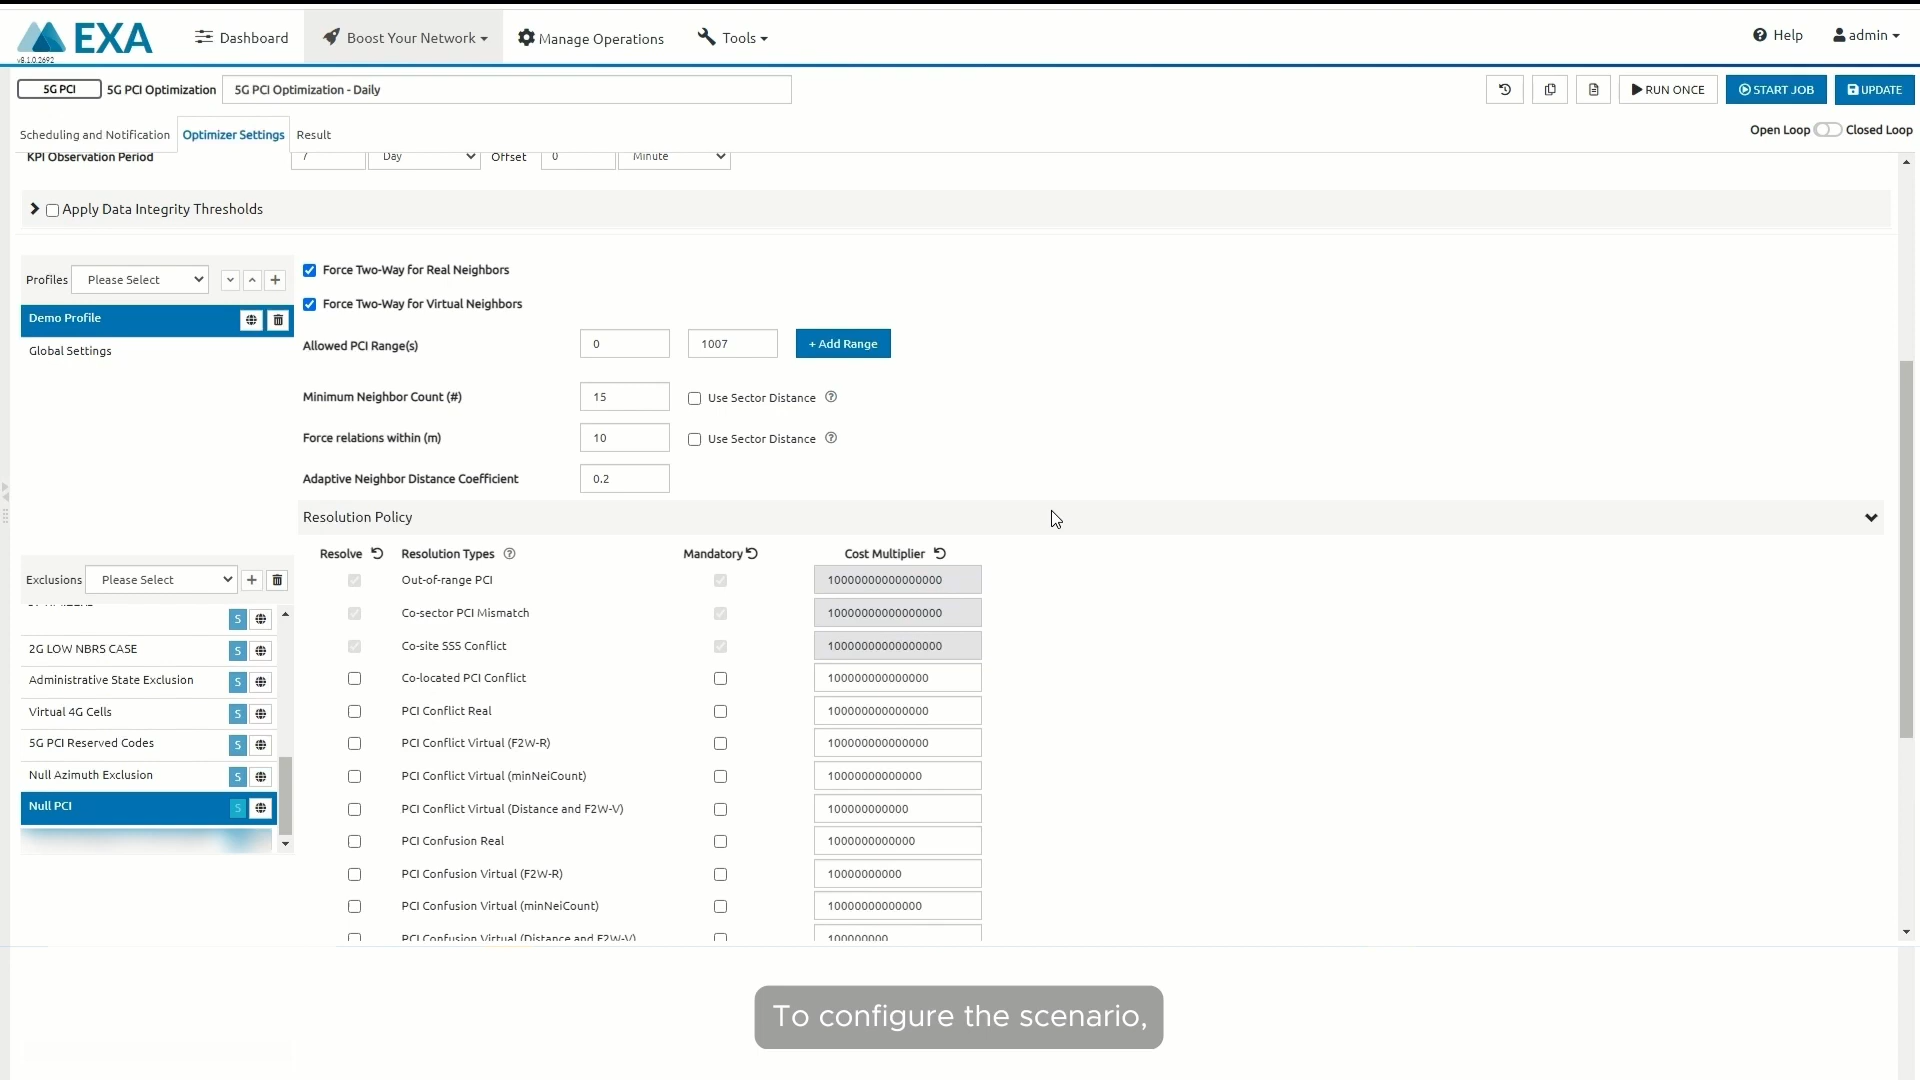 EXA
v8.1.0.2692
Dashboard
Boost Your Network
Manage Operations
Tools
Help
admin
5G PCI
5G PCI Optimization
5G PCI Optimization - Daily
RUN ONCE
START JOB
UPDATE
Scheduling and Notification
Optimizer Settings
Result
Open Loop
Closed Loop
KPI Observation Period
7
Day
Offset
0
Minute
Apply Data Integrity Thresholds
Profiles
Please Select
Demo Profile
Global Settings
Force Two-Way for Real Neighbors
Force Two-Way for Virtual Neighbors
Allowed PCI Range(s)
0
1007
+ Add Range
Minimum Neighbor Count (#)
15
Use Sector Distance
Force relations within (m)
10
Use Sector Distance
Adaptive Neighbor Distance Coefficient
0.2
Resolution Policy
Resolve
Resolution Types
Mandatory
Cost Multiplier
Out-of-range PCI
10000000000000000
Co-sector PCI Mismatch
10000000000000000
Co-site SSS Conflict
10000000000000000
Co-located PCI Conflict
100000000000000
PCI Conflict Real
100000000000000
PCI Conflict Virtual (F2W-R)
100000000000000
PCI Conflict Virtual (minNeiCount)
10000000000000
PCI Conflict Virtual (Distance and F2W-V)
100000000000
PCI Confusion Real
1000000000000
PCI Confusion Virtual (F2W-R)
10000000000
PCI Confusion Virtual (minNeiCount)
10000000000000
PCI Confusion Virtual (Distance and F2W-V)
100000000
Exclusions
Please Select
S
2G LOW NBRS CASE
S
Administrative State Exclusion
S
Virtual 4G Cells
S
5G PCI Reserved Codes
S
Null Azimuth Exclusion
S
Null PCI
S
To configure the scenario,